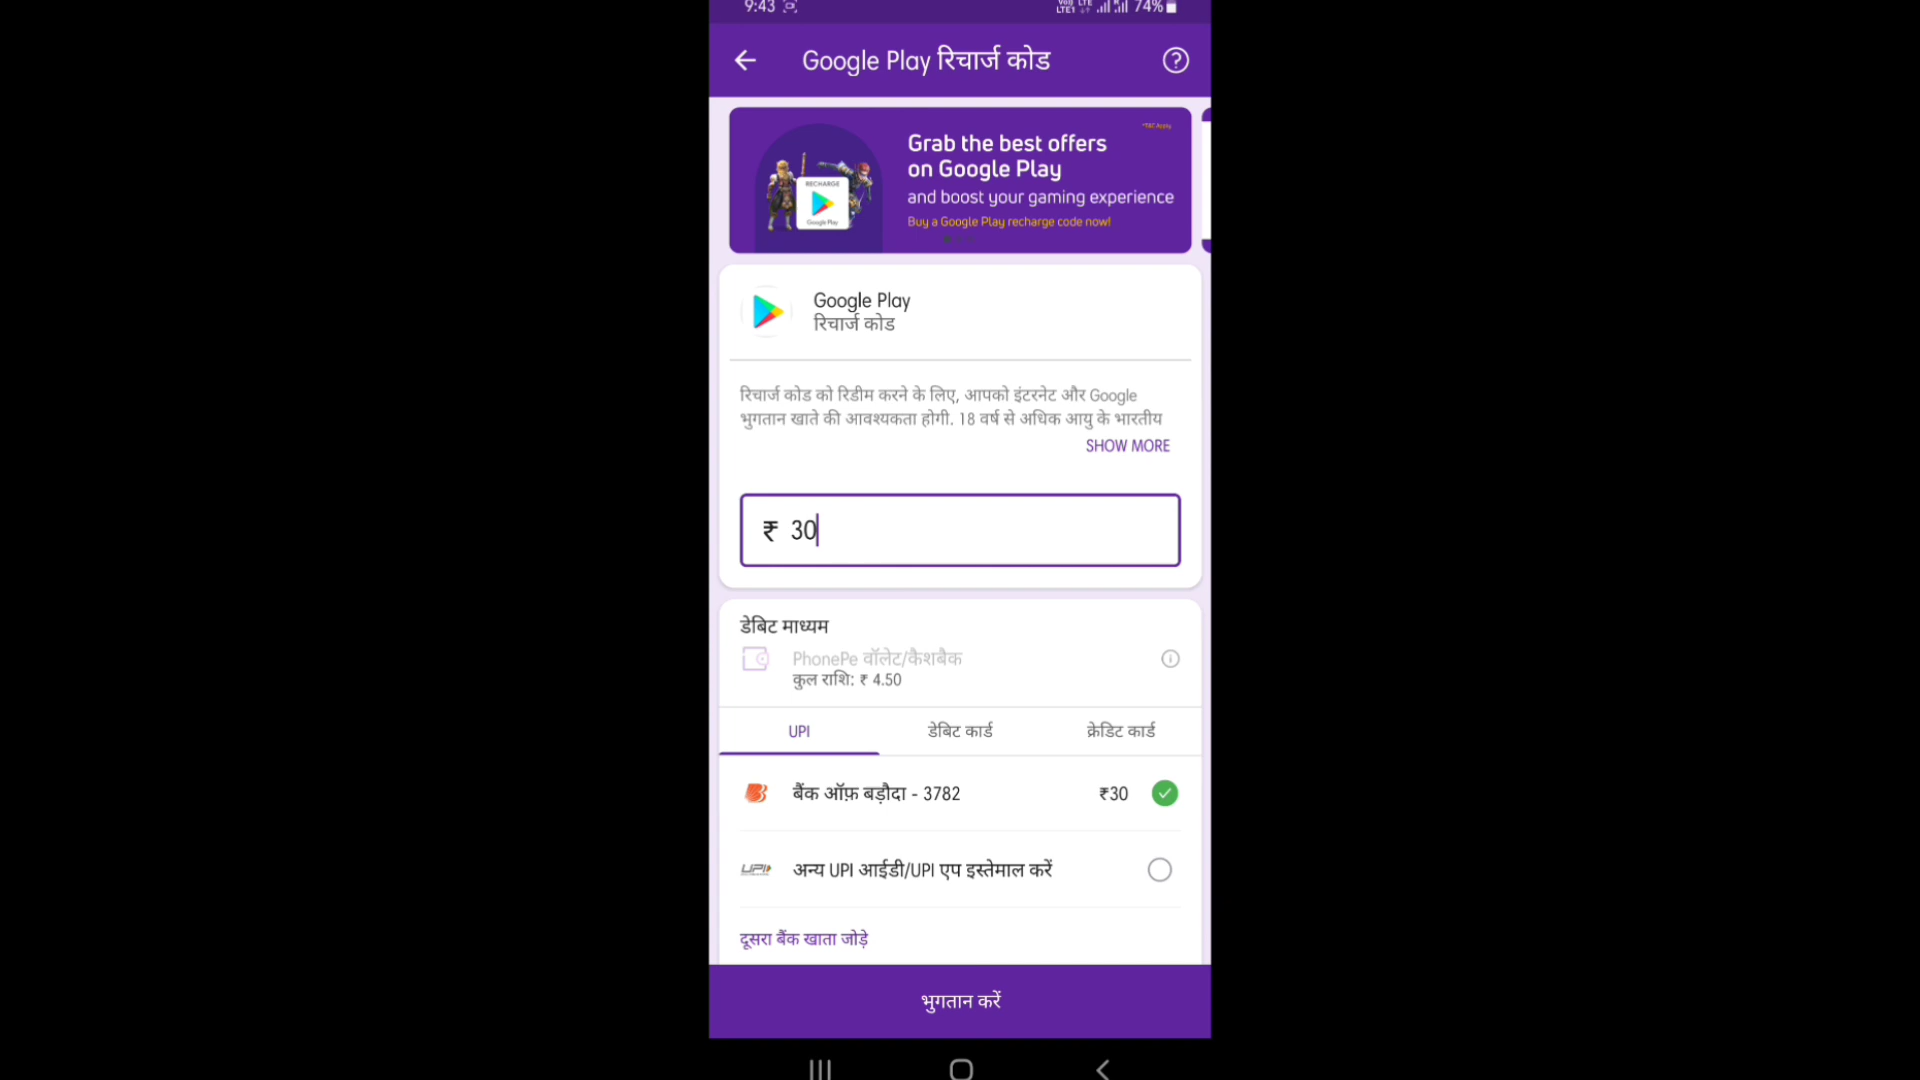 9:43 74%
Google Play रिचार्ज कोड
*T&C Apply
Grab the best offers
on Google Play
and boost your gaming experience
Buy a Google Play recharge code now!
RECHARGE
Google Play
Google Play
रिचार्ज कोड
रिचार्ज कोड को रिडीम करने के लिए, आपको इंटरनेट और Google
भुगतान खाते की आवश्यकता होगी. 18 वर्ष से अधिक आयु के भारतीय
SHOW MORE
₹ 30
डेबिट माध्यम
PhonePe वॉलेट/कैशबैक
कुल राशि: ₹ 4.50
UPI डेबिट कार्ड क्रेडिट कार्ड
बैंक ऑफ़ बड़ौदा - 3782 ₹30
UPI अन्य UPI आईडी/UPI एप इस्तेमाल करें
दूसरा बैंक खाता जोड़े
भुगतान करें